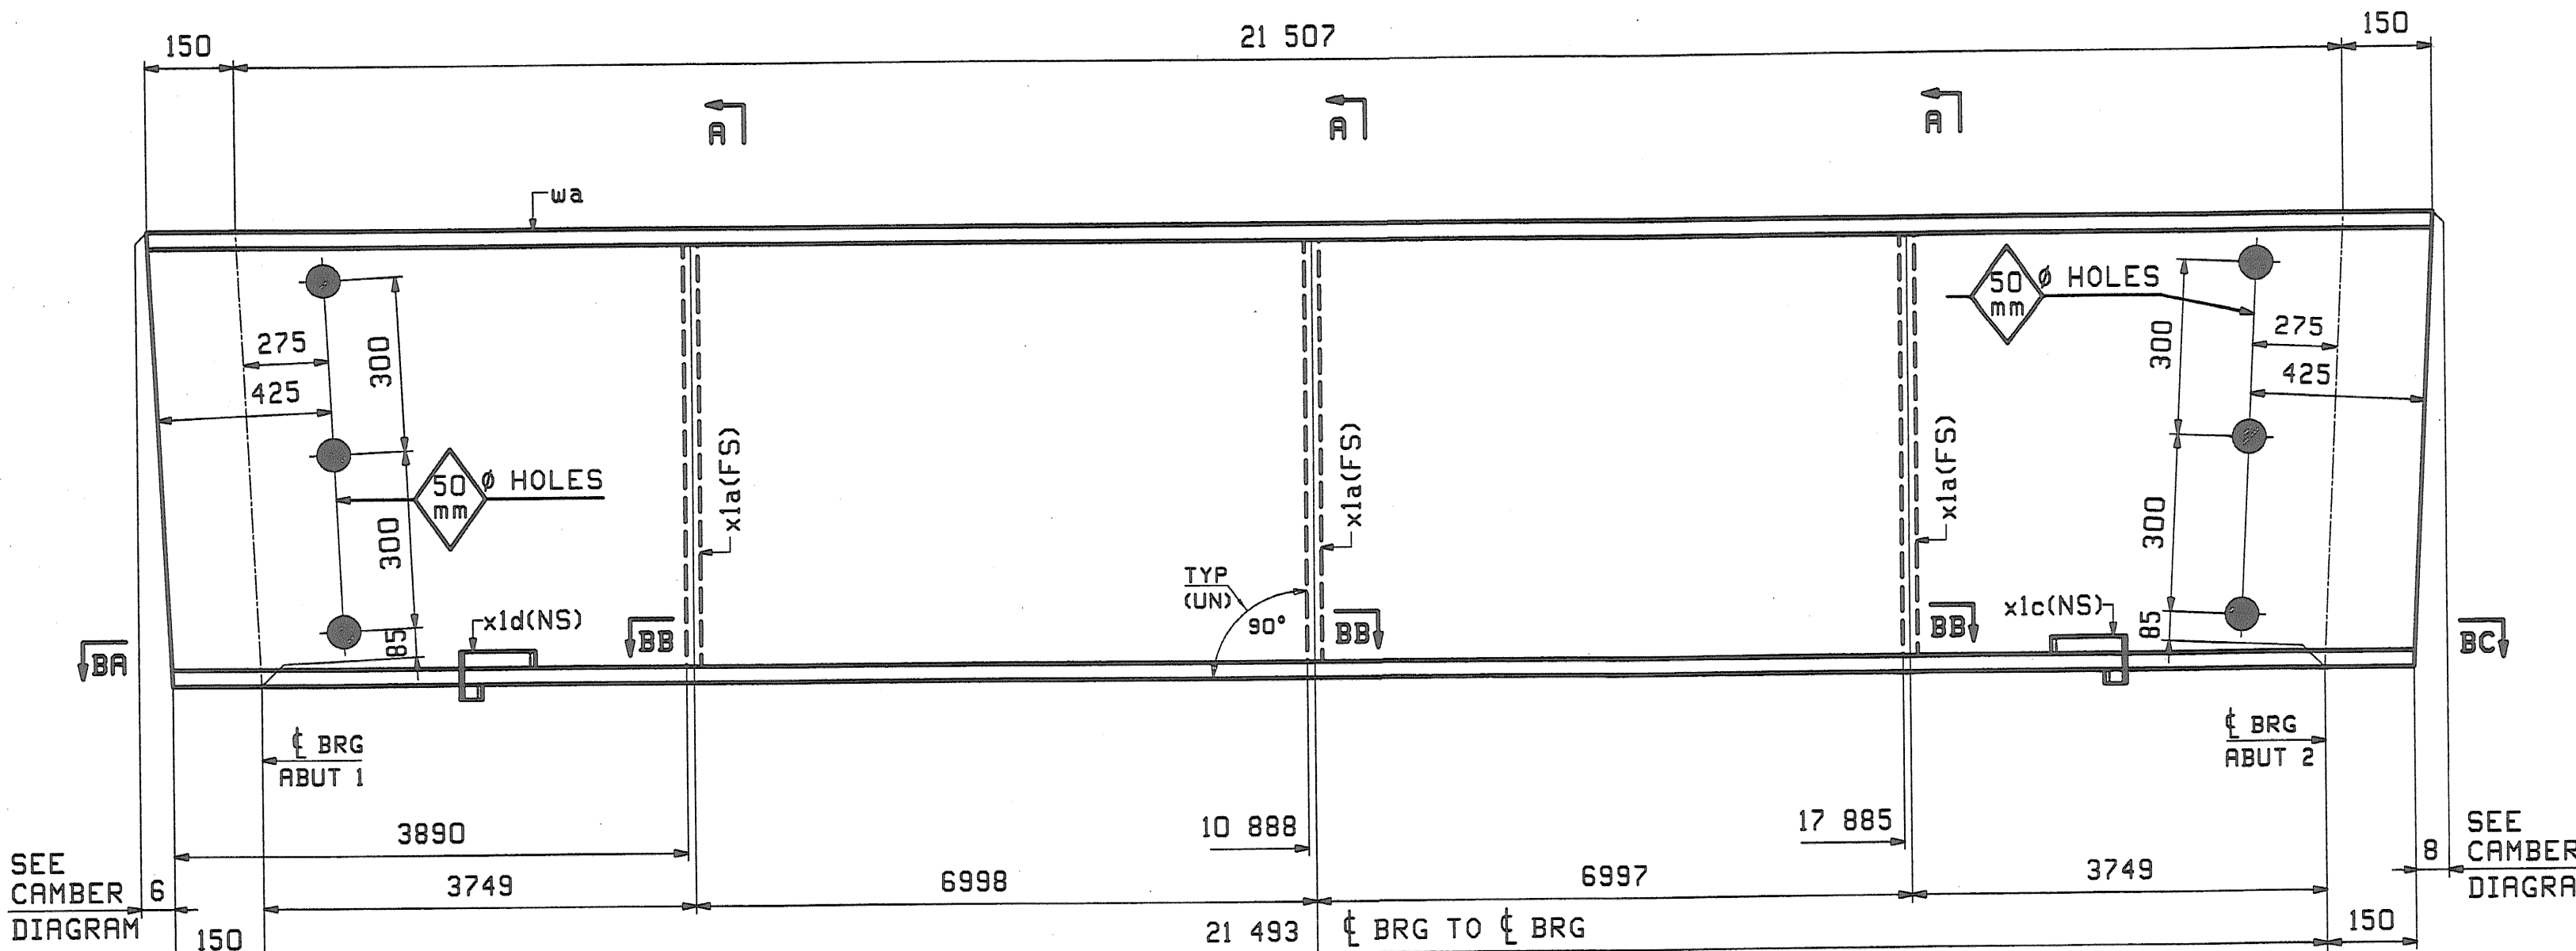 150
21 507
150
A
A
A
wa
50
mm
Ø HOLES
275
300
425
300
275
425
50
mm
Ø HOLES
300
85
x1a(FS)
x1a(FS)
x1a(FS)
300
85
TYP
(UN)
90°
x1d(NS)
x1c(NS)
BA
BB
BB
BB
BC
℄ BRG
ABUT 1
℄ BRG
ABUT 2
3890
10 888
17 885
SEE
CAMBER
DIAGRAM
6
3749
6998
6997
3749
8
SEE
CAMBER
DIAGRA
150
21 493
℄ BRG TO ℄ BRG
150